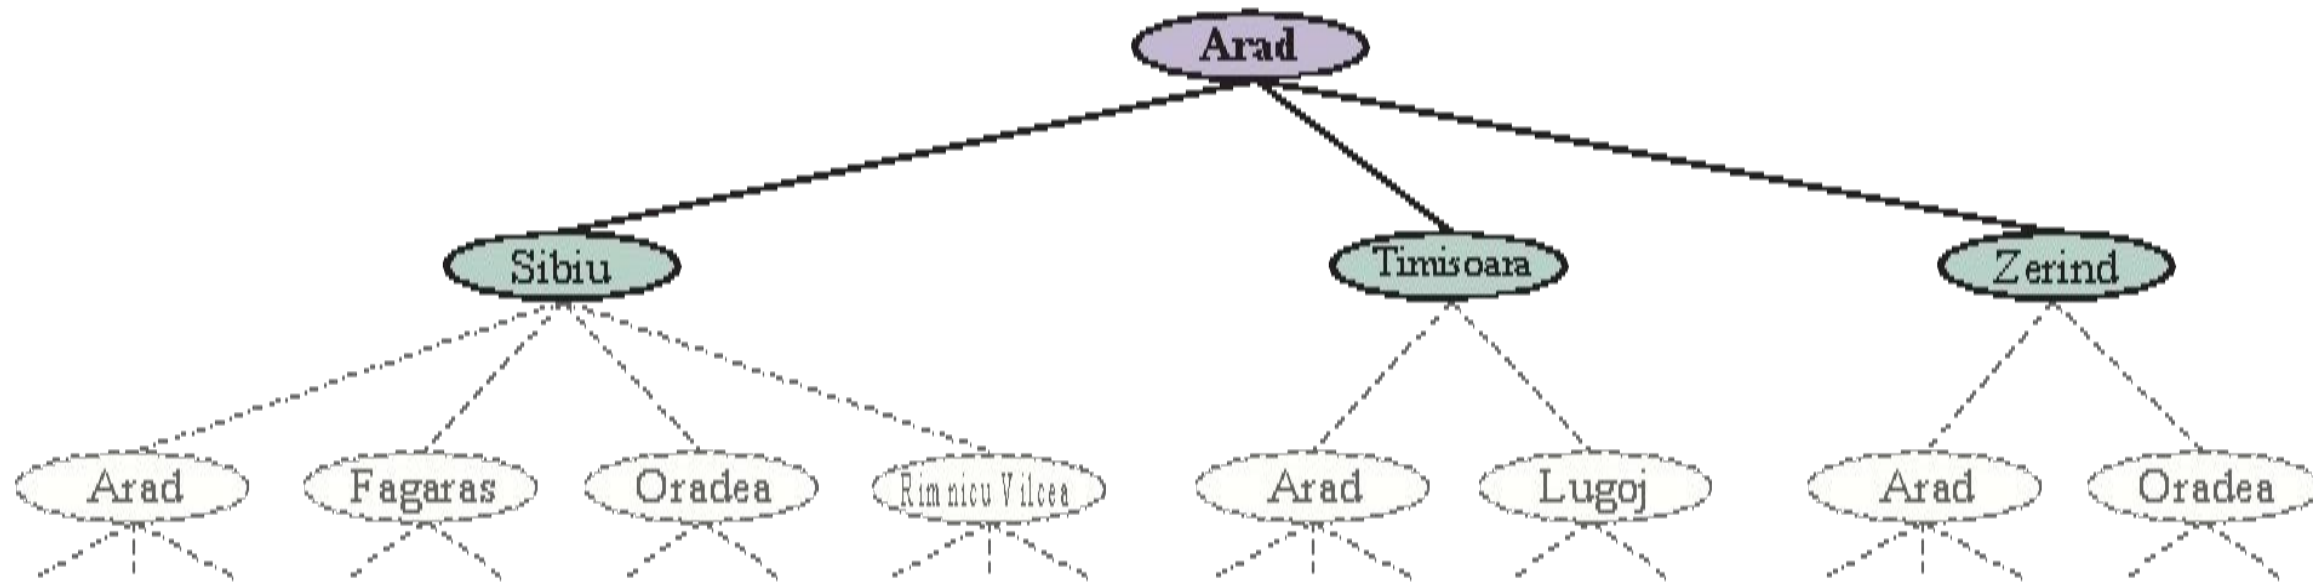 Arad
Sibiu Timisoara Zerind
Arad Fagaras Oradea Rimnicu Vilcea Arad Lugoj Arad Oradea